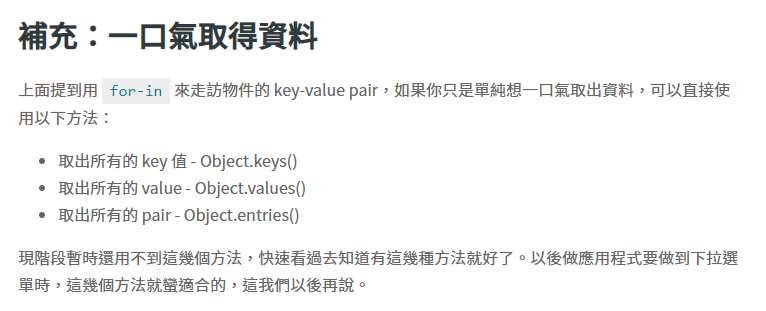 補充：一口氣取得資料
上面提到用 for-in 來走訪物件的 key-value pair，如果你只是單純想一口氣取出資料，可以直接使
用以下方法：
• 取出所有的 key 值 - Object.keys()
• 取出所有的 value - Object.values()
• 取出所有的 pair - Object.entries()
現階段暫時還用不到這幾個方法，快速看過去知道有這幾種方法就好了。以後做應用程式要做到下拉選
單時，這幾個方法就蠻適合的，這我們以後再說。